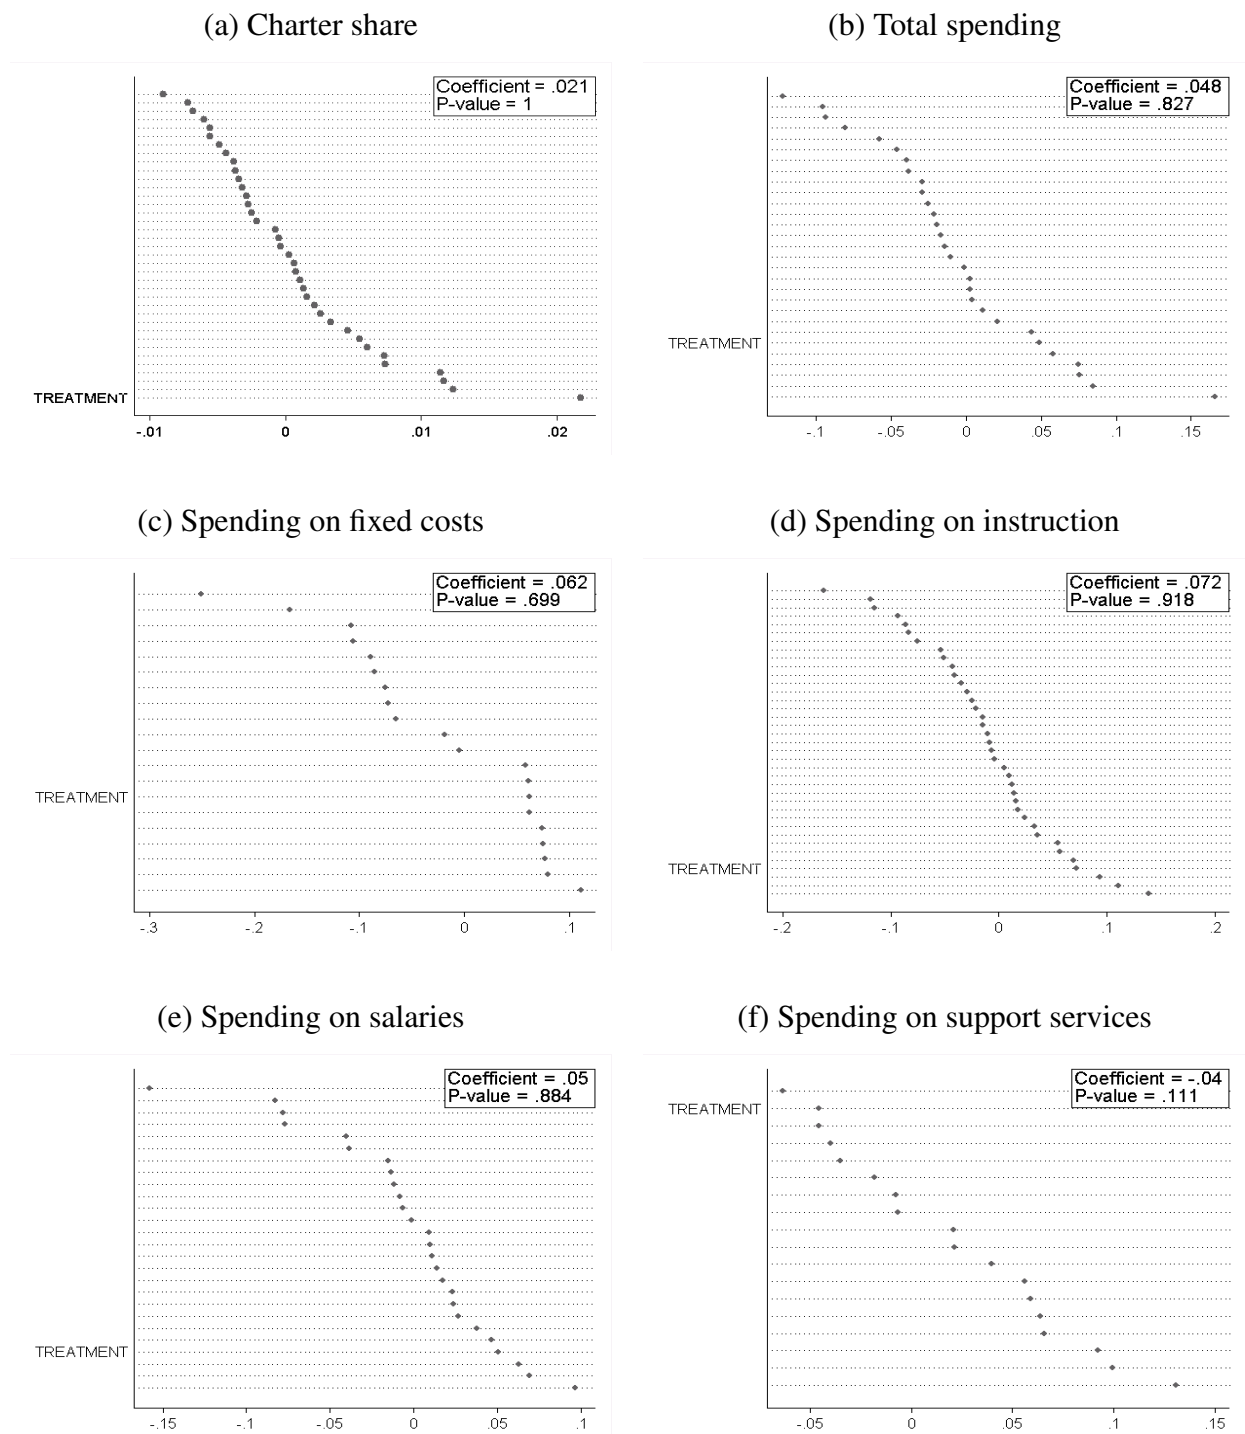 (a) Charter share
Coefficient = .021
P-value = 1
TREATMENT
-.01 0 .01 .02
(b) Total spending
Coefficient = .048
P-value = .827
TREATMENT
-.1 -.05 0 .05 .1 .15
(c) Spending on fixed costs
Coefficient = .062
P-value = .699
TREATMENT
-.3 -.2 -.1 0 .1
(d) Spending on instruction
Coefficient = .072
P-value = .918
TREATMENT
-.2 -.1 0 .1 .2
(e) Spending on salaries
Coefficient = .05
P-value = .884
TREATMENT
-.15 -.1 -.05 0 .05 .1
(f) Spending on support services
Coefficient = -.04
P-value = .111
TREATMENT
-.05 0 .05 .1 .15